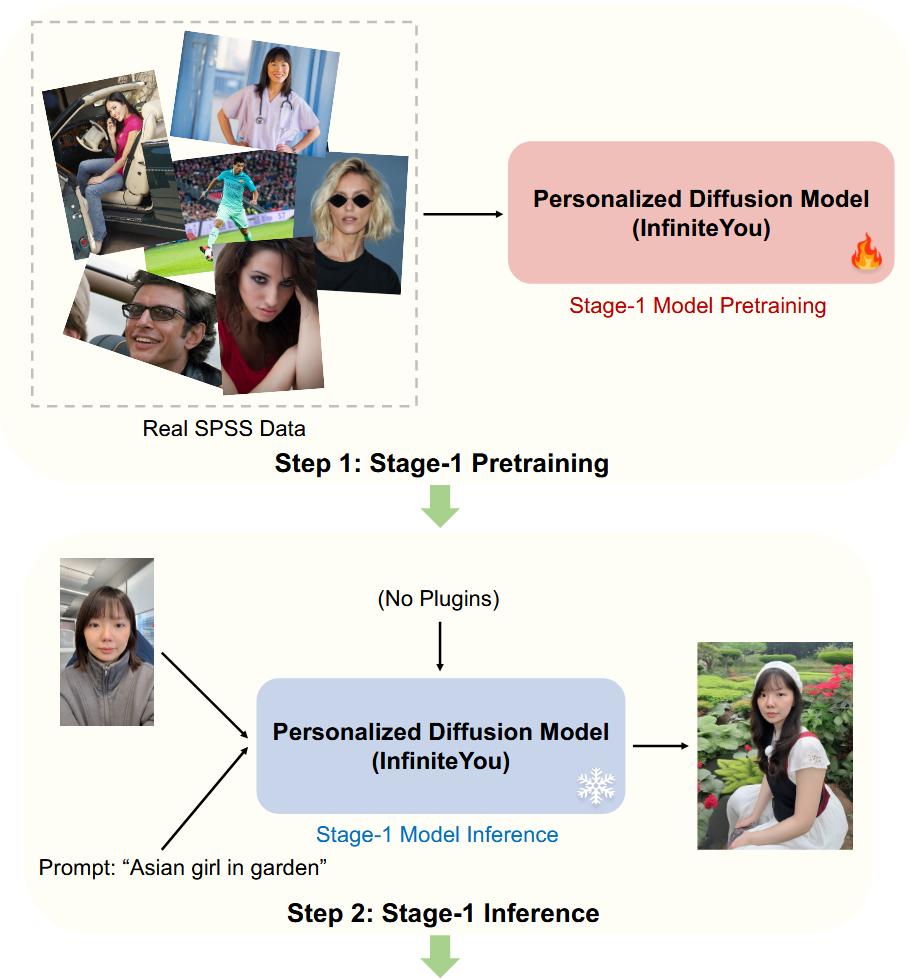 Personalized Diffusion Model
(InfiniteYou)
Stage-1 Model Pretraining
Real SPSS Data
Step 1: Stage-1 Pretraining
(No Plugins)
Personalized Diffusion Model
(InfiniteYou)
Stage-1 Model Inference
Prompt: “Asian girl in garden”
Step 2: Stage-1 Inference